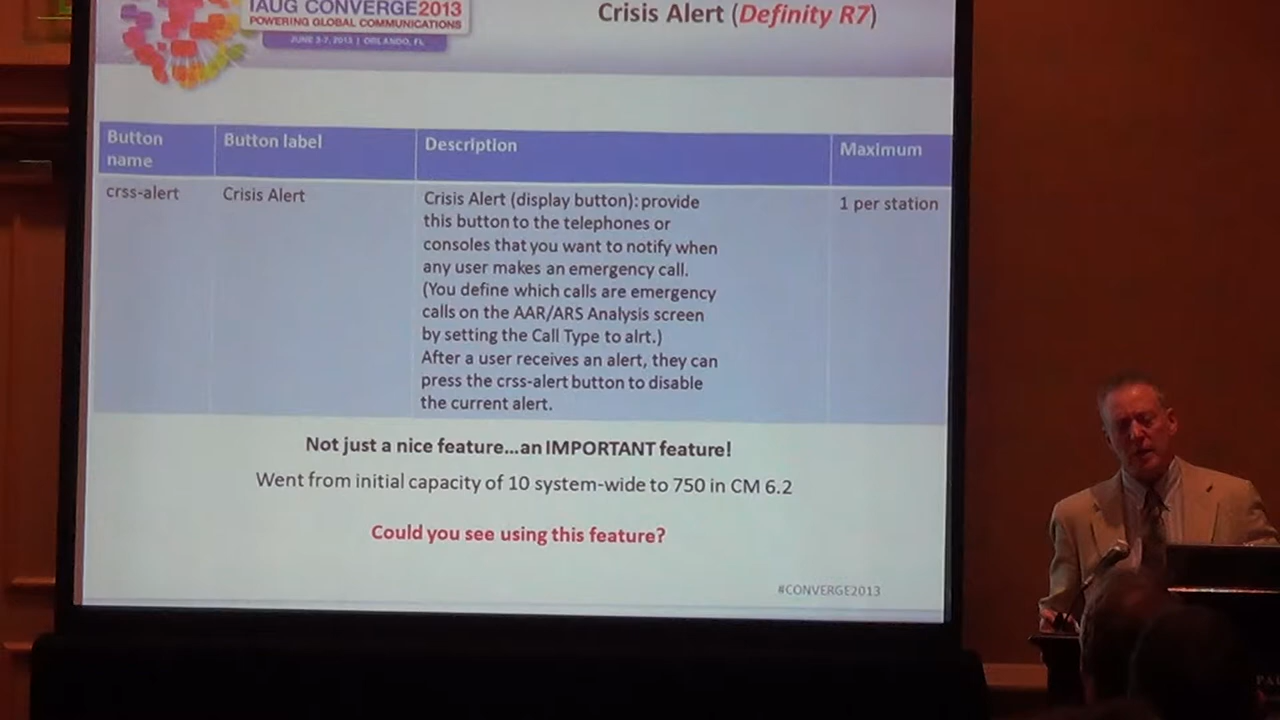 IAUG CONVERGE2013
POWERING GLOBAL COMMUNICATIONS
JUNE 3-7, 2013 | ORLANDO, FL
Crisis Alert (Definity R7)
Button name
Button label
Description
Maximum
crss-alert
Crisis Alert
Crisis Alert (display button): provide
this button to the telephones or
consoles that you want to notify when
any user makes an emergency call.
(You define which calls are emergency
calls on the AAR/ARS Analysis screen
by setting the Call Type to alrt.)
After a user receives an alert, they can
press the crss-alert button to disable
the current alert.
1 per station
Not just a nice feature...an IMPORTANT feature!
Went from initial capacity of 10 system-wide to 750 in CM 6.2
Could you see using this feature?
#CONVERGE2013